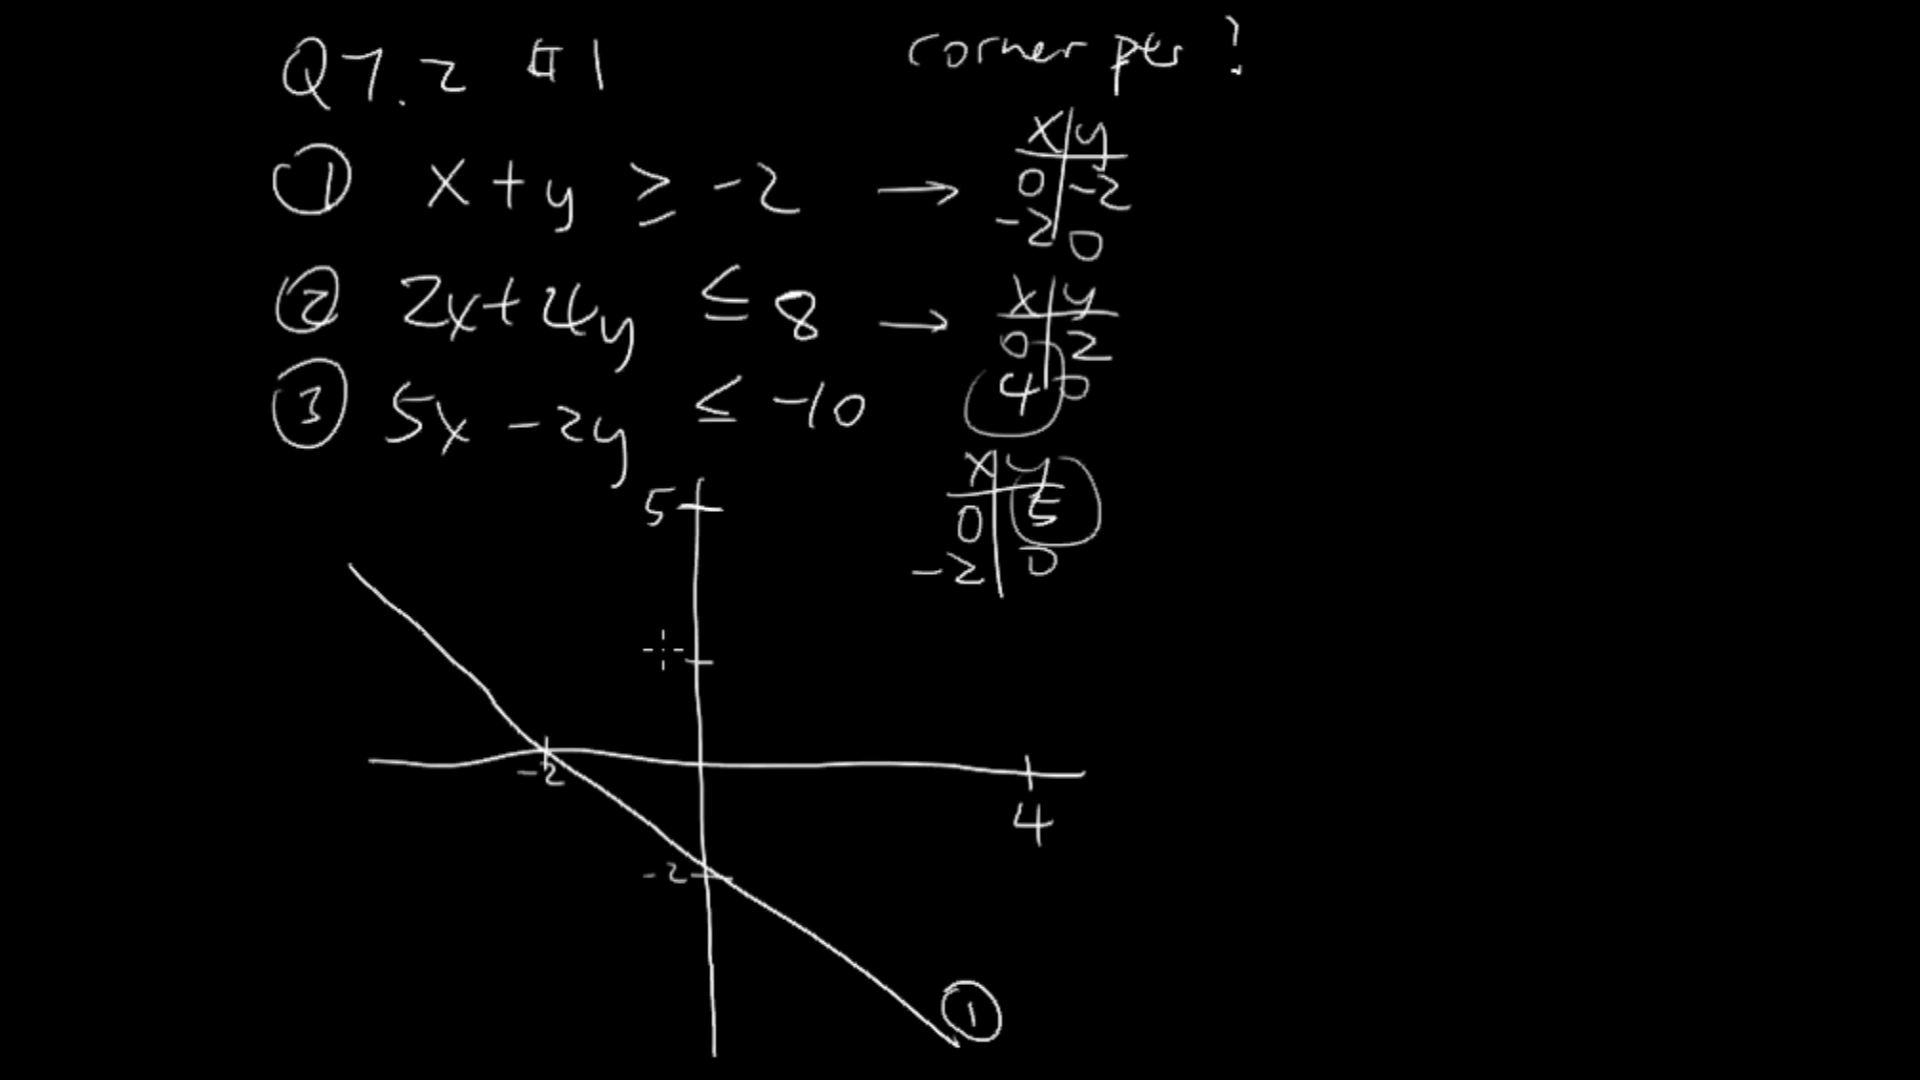 Q7.2 #1 corner pts ?
① x + y ≥ -2 →
x | y
0 | -2
-2 | 0
② 2x + 4y ≤ 8 →
x | y
0 | 2
4 | 0
③ 5x - 2y ≤ -10
x | y
0 | 5
-2 | 0
5
-2
4
-2
①